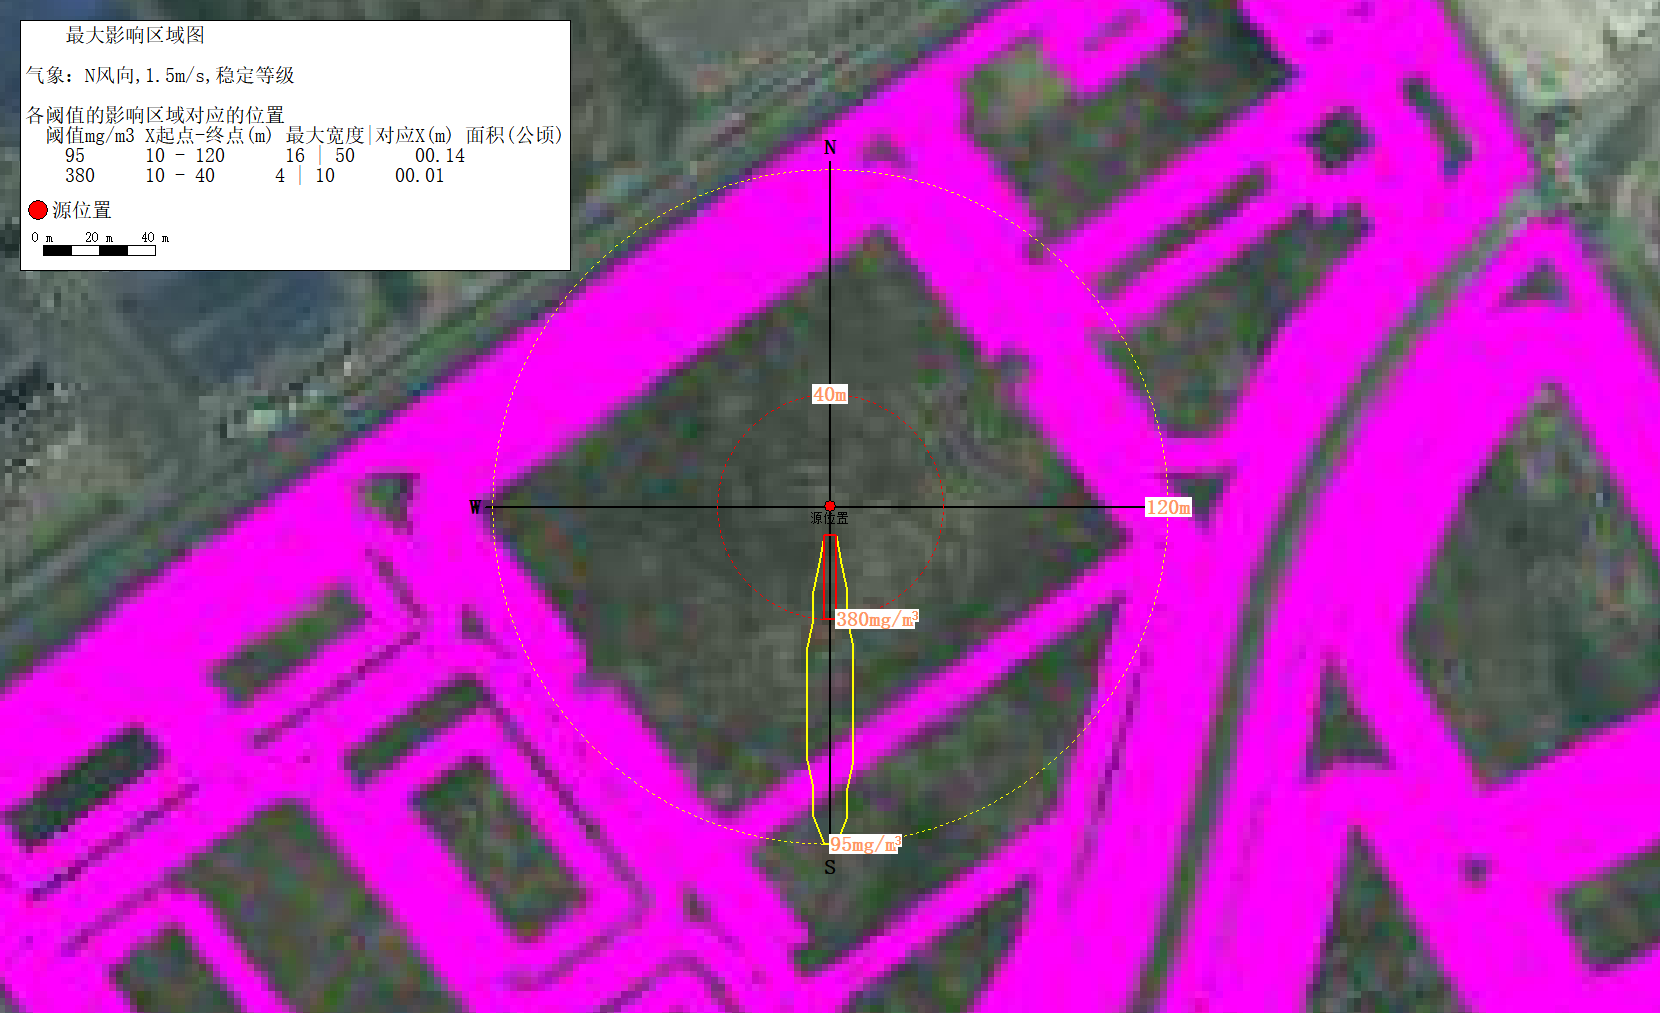 最大影响区域图
气象: N风向,1.5m/s,稳定等级
各阈值的影响区域对应的位置
阈值mg/m3 X起点-终点(m) 最大宽度|对应X(m) 面积(公顷)
95 10 - 120 16 | 50 00.14
380 10 - 40 4 | 10 00.01
源位置
0 m 20 m 40 m
N
40m
W
120m
源位置
380mg/m³
95mg/m³
S